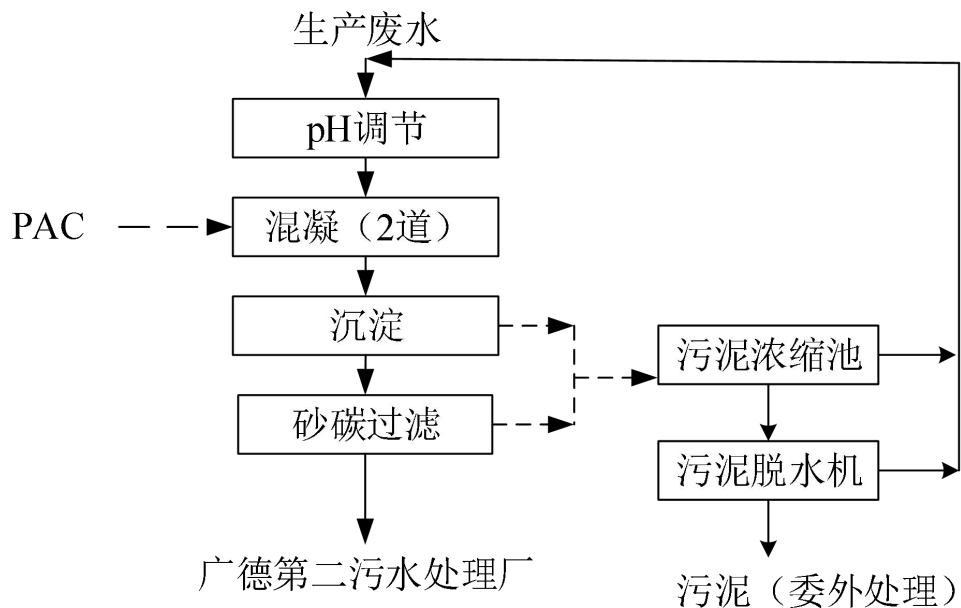 生产废水
pH调节
PAC
混凝（2道）
沉淀
污泥浓缩池
砂碳过滤
污泥脱水机
广德第二污水处理厂
污泥（委外处理）